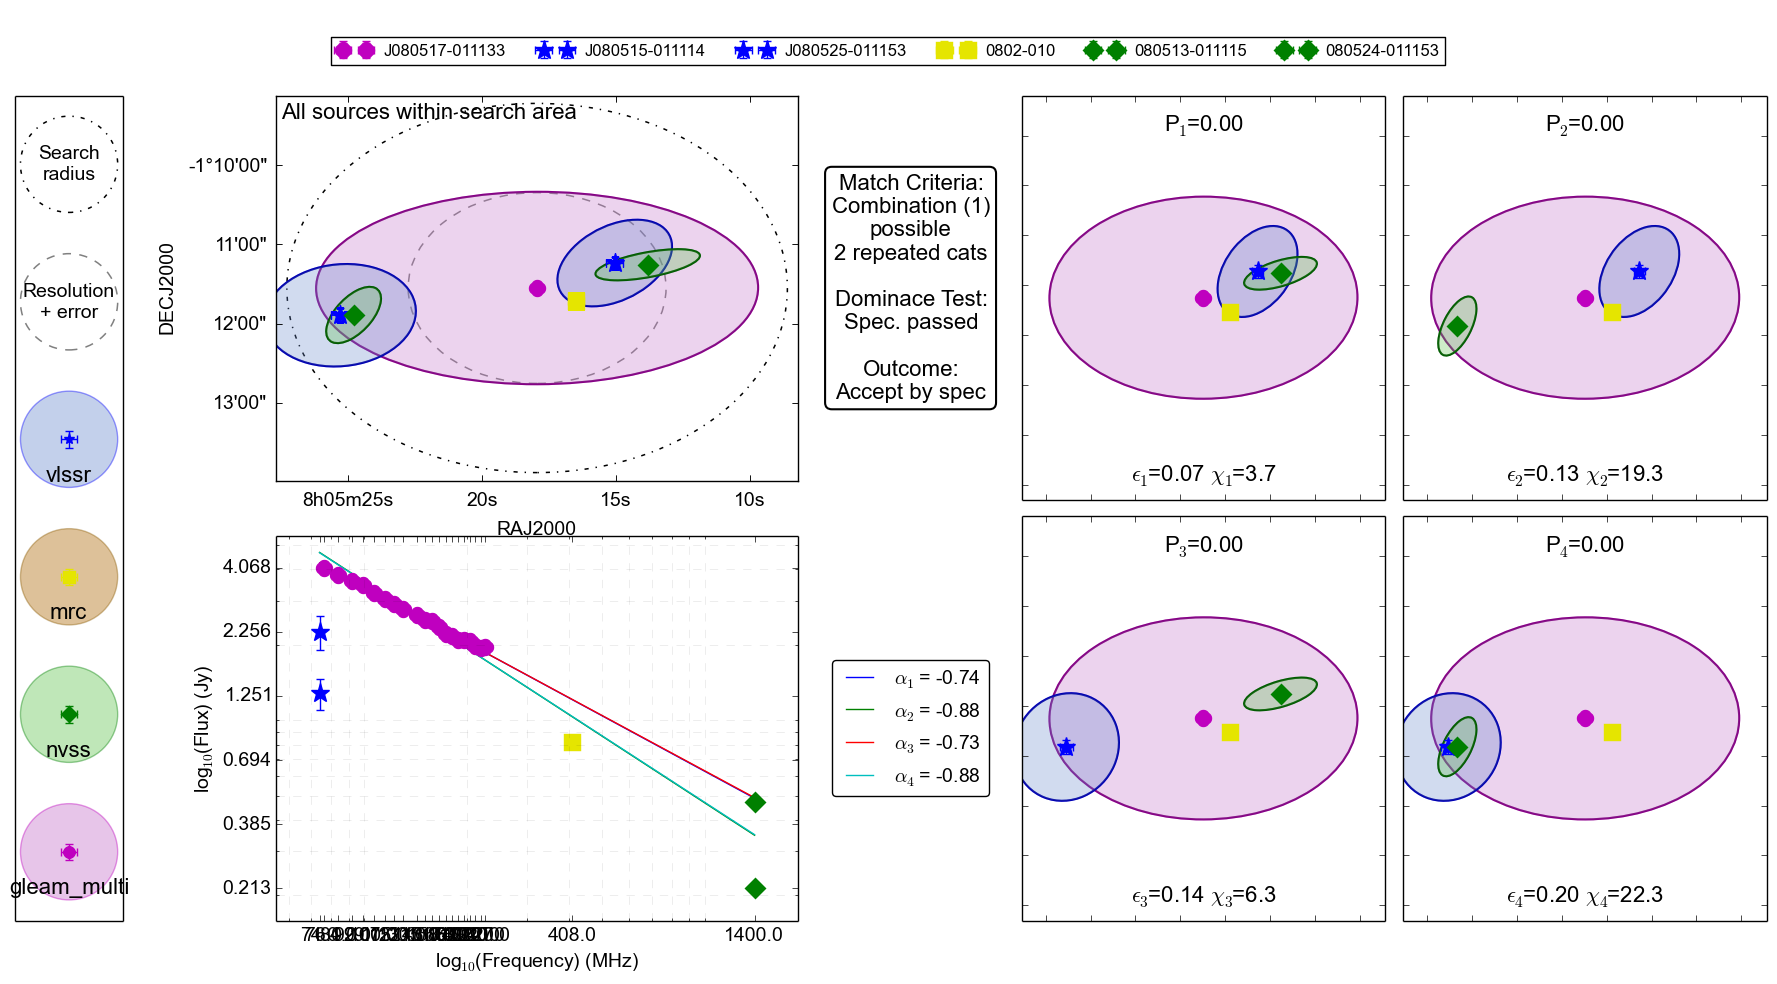 J080517-011133 J080515-011114 J080525-011153 0802-010 080513-011115 080524-011153
Search
radius
Resolution
+ error
vlssr
mrc
nvss
gleam_multi
All sources within search area
DECJ2000
-1°10'00"
11'00"
12'00"
13'00"
8h05m25s 20s 15s 10s
RAJ2000
Match Criteria:
Combination (1)
possible
2 repeated cats
Dominace Test:
Spec. passed
Outcome:
Accept by spec
P₁=0.00
ϵ₁=0.07 χ₁=3.7
P₂=0.00
ϵ₂=0.13 χ₂=19.3
log₁₀(Flux) (Jy)
4.068
2.256
1.251
0.694
0.385
0.213
408.0 1400.0
log₁₀(Frequency) (MHz)
α₁ = -0.74
α₂ = -0.88
α₃ = -0.73
α₄ = -0.88
P₃=0.00
ϵ₃=0.14 χ₃=6.3
P₄=0.00
ϵ₄=0.20 χ₄=22.3